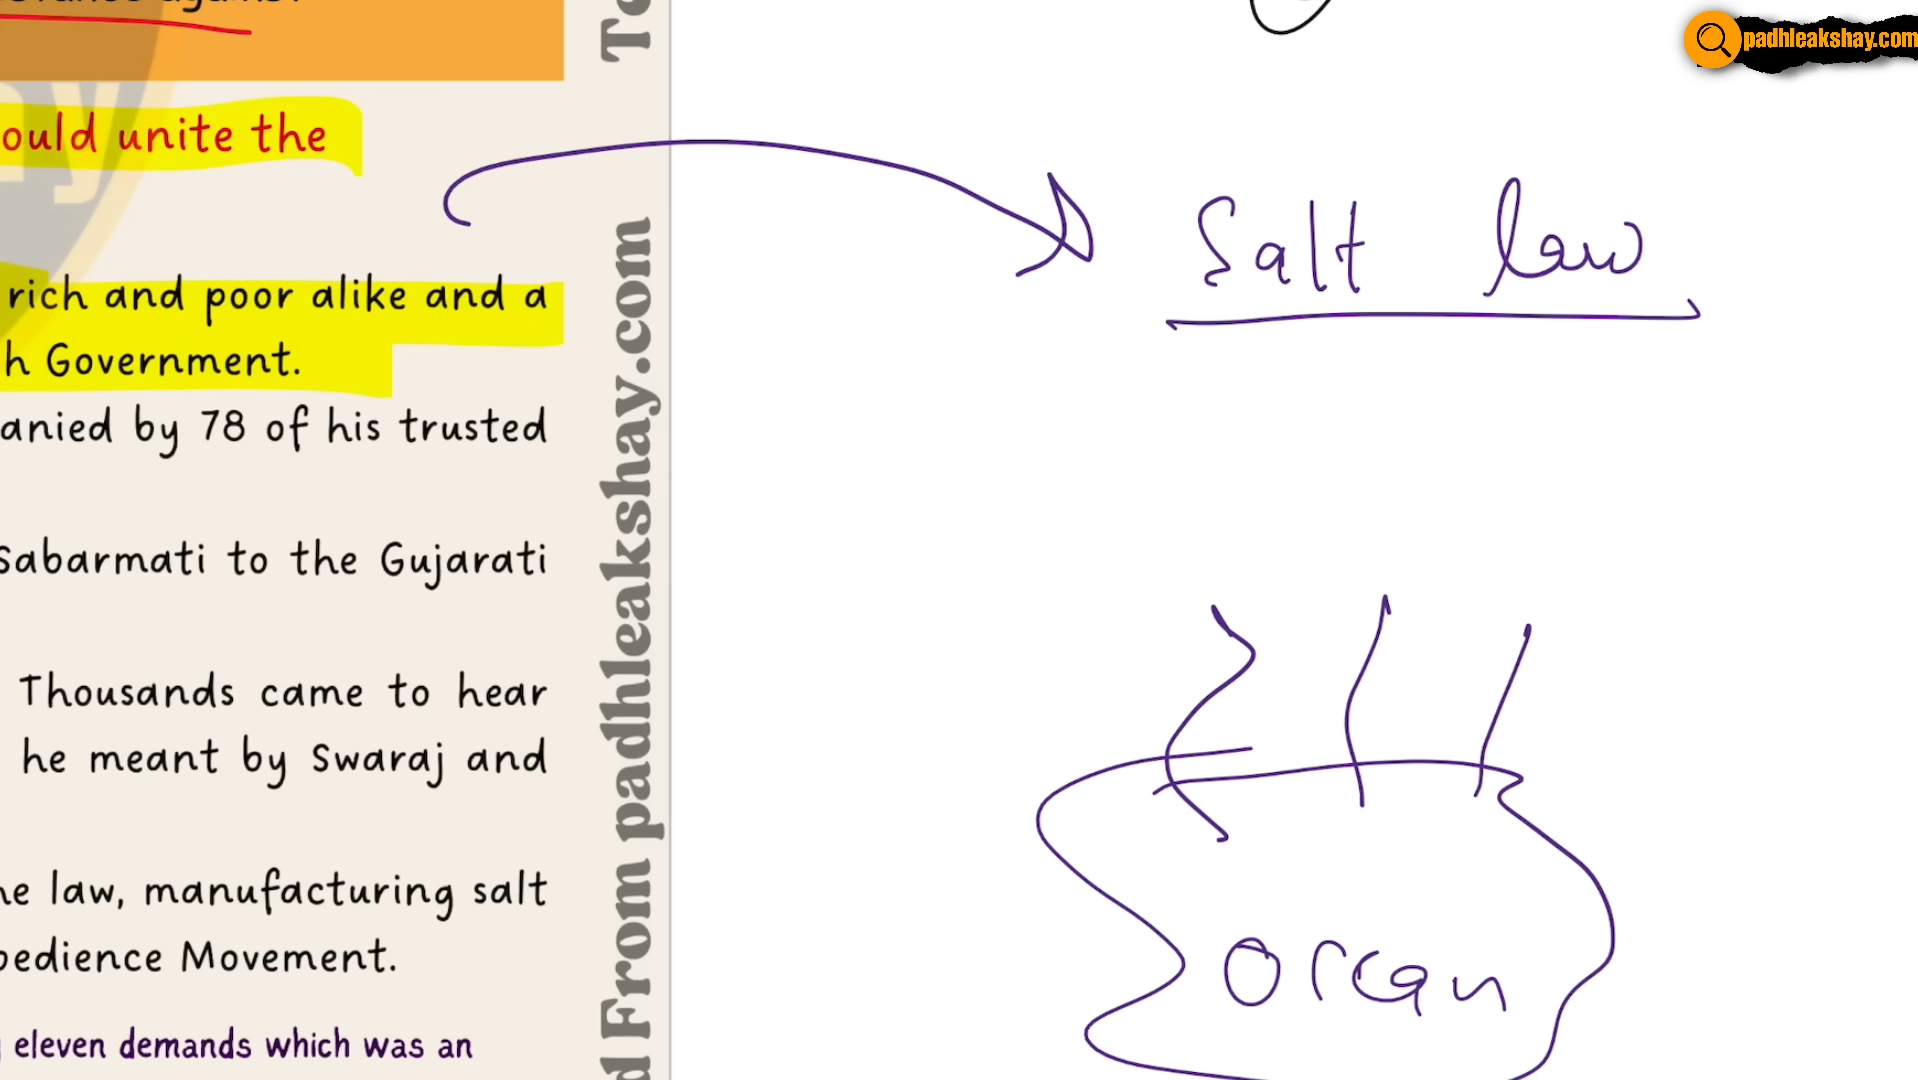 padhleakshay.com
ould unite the
rich and poor alike and a
h Government.
anied by 78 of his trusted
sabarmati to the Gujarati
Thousands came to hear
he meant by Swaraj and
he law, manufacturing salt
bedience Movement.
eleven demands which was an
d From padhleakshay.com
Salt law
Ocean